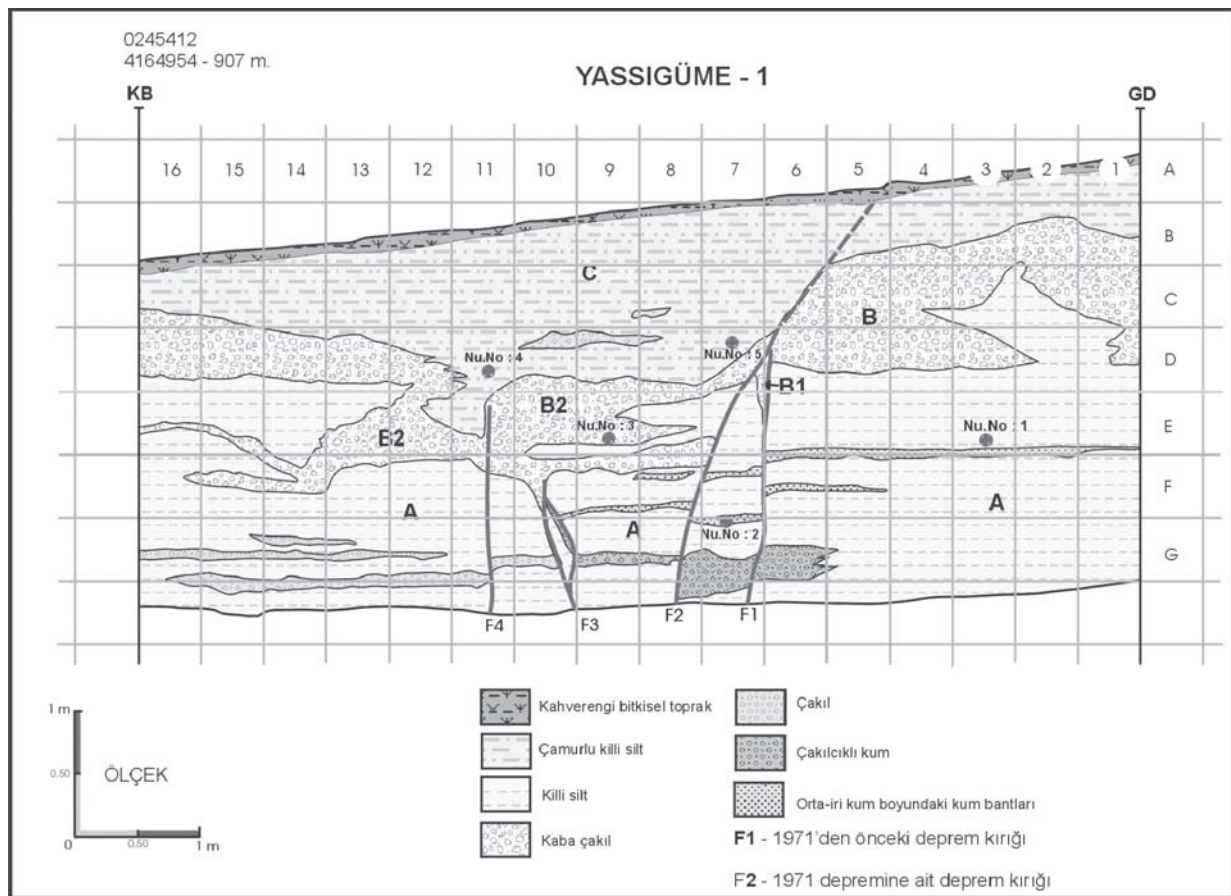 0245412
4164954 - 907 m.
YASSIGÜME - 1
KB
GD
16 15 14 13 12 11 10 9 8 7 6 5 4 3 2 1
A
B
C
D
E
F
G
C
B
Nu.No : 4
Nu.No : 5
B1
B2
Nu.No : 3
Nu.No : 1
B2
A
A
A
Nu.No : 2
F4
F3
F2
F1
1 m
0.50
ÖLÇEK
0
0.50
1 m
Kahverengi bitkisel toprak
Çamurlu killi silt
Killi silt
Kaba çakıl
Çakıl
Çakılcıklı kum
Orta-iri kum boyundaki kum bantları
F1 - 1971'den önceki deprem kırığı
F2 - 1971 depremine ait deprem kırığı